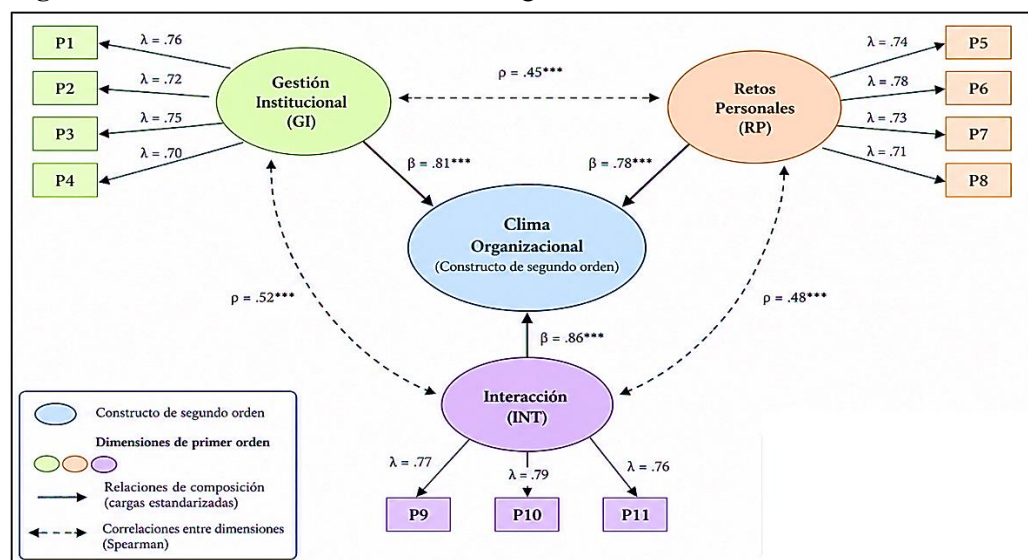 P1
λ = .76
P2
λ = .72
P3
λ = .75
P4
λ = .70
Gestión
Institucional
(GI)
ρ = .45***
Retos
Personales
(RP)
λ = .74
P5
λ = .78
P6
λ = .73
P7
λ = .71
P8
β = .81***
β = .78***
Clima
Organizacional
(Constructo de segundo orden)
ρ = .52***
ρ = .48***
β = .86***
Interacción
(INT)
λ = .77
λ = .79
λ = .76
P9
P10
P11
Constructo de segundo orden
Dimensiones de primer orden
Relaciones de composición
(cargas estandarizadas)
Correlaciones entre dimensiones
(Spearman)